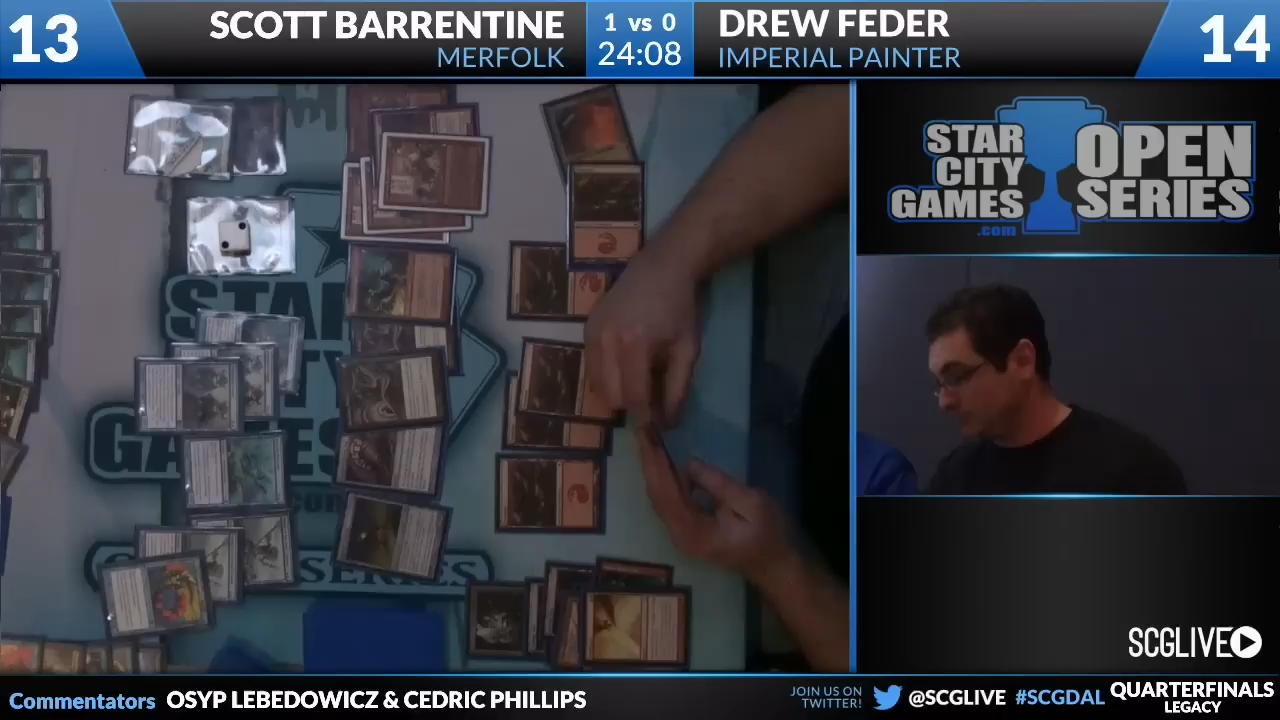 13
SCOTT BARRENTINE
MERFOLK
1 vs 0
24:08
DREW FEDER
IMPERIAL PAINTER
14
STAR
CITY
GAMES
.com
OPEN
SERIES
SCGLIVE
Commentators OSYP LEBEDOWICZ & CEDRIC PHILLIPS
JOIN US ON
TWITTER!
@SCGLIVE #SCGDAL
QUARTERFINALS
LEGACY